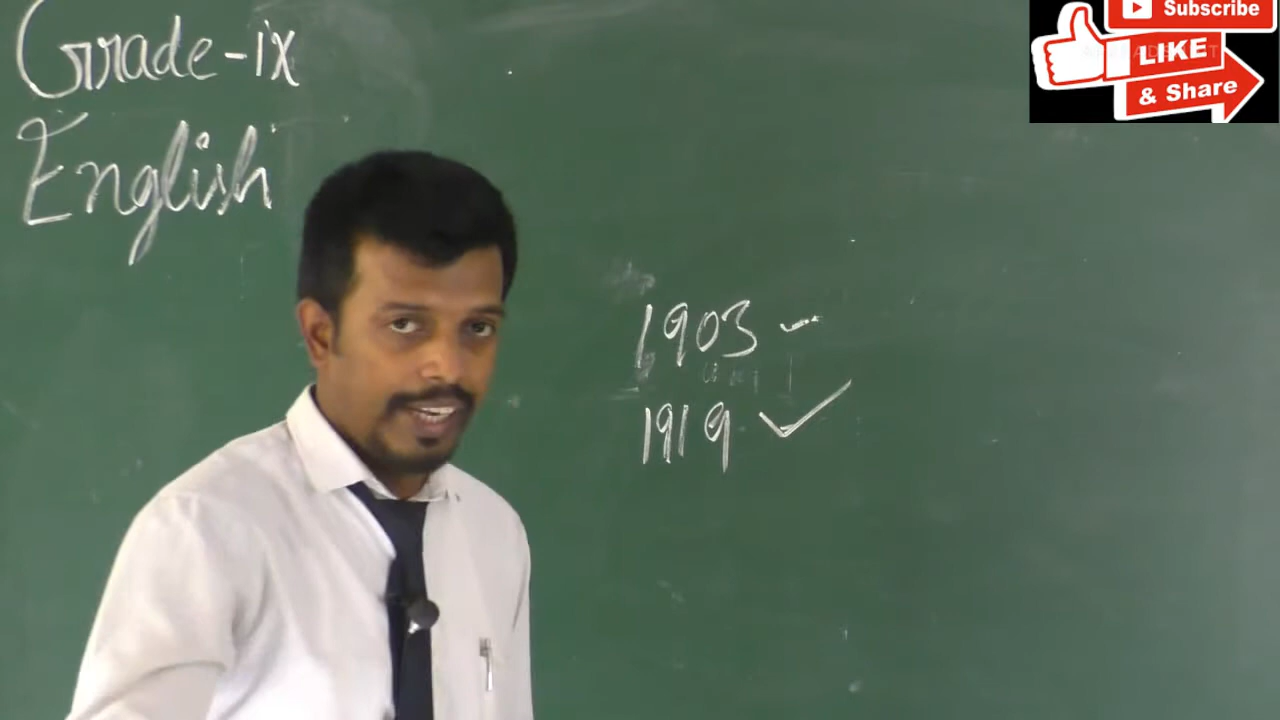 Grade-IX
English
1903 -
1919 ✓
Subscribe
LIKE
& Share